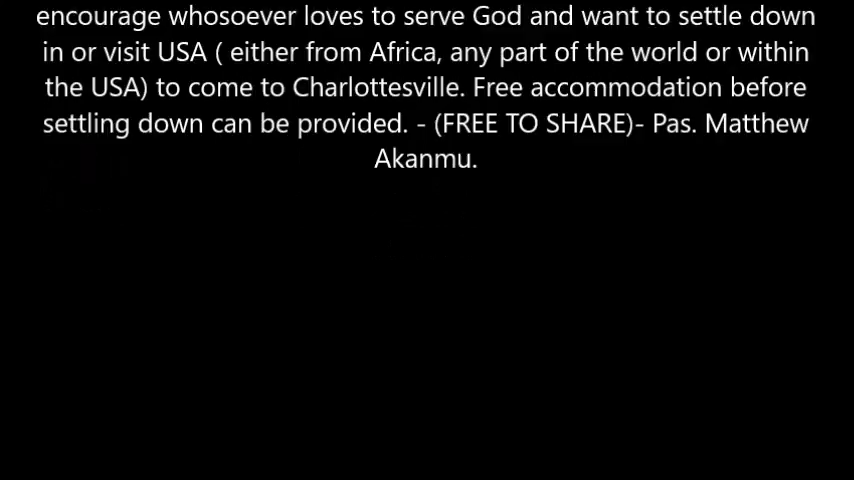 encourage whosoever loves to serve God and want to settle down
in or visit USA ( either from Africa, any part of the world or within
the USA) to come to Charlottesville. Free accommodation before
settling down can be provided. - (FREE TO SHARE)- Pas. Matthew
Akanmu.